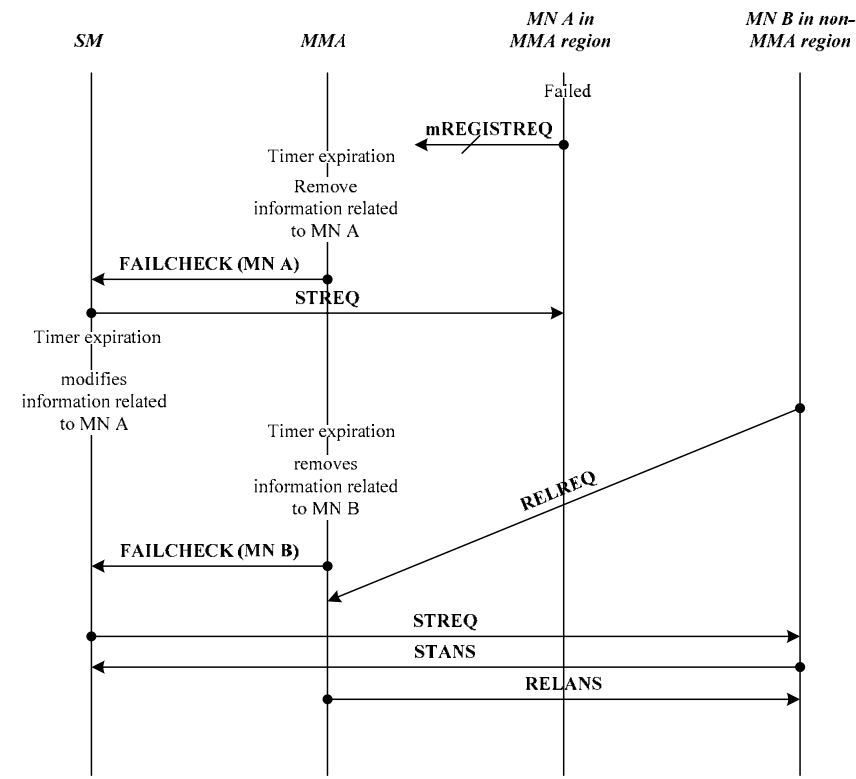 SM
MMA
MN A in
MMA region
MN B in non-
MMA region
Failed
mREGISTREQ
Timer expiration
Remove
information related
to MN A
FAILCHECK (MN A)
STREQ
Timer expiration
modifies
information related
to MN A
Timer expiration
removes
information related
to MN B
RELREQ
FAILCHECK (MN B)
STREQ
STANS
RELANS